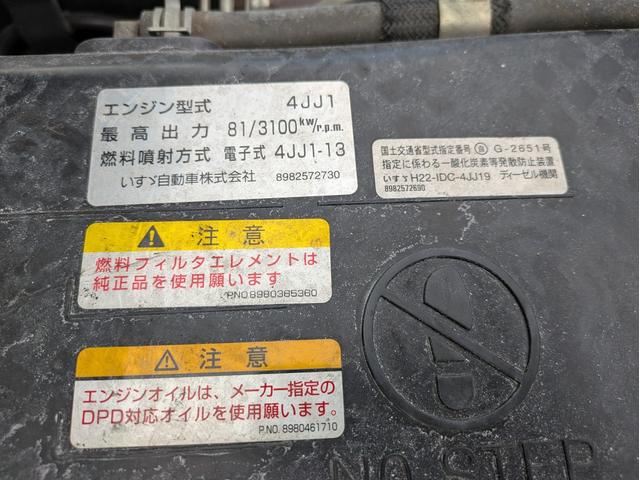 エンジン型式 4JJ1
最高出力 81/3100kw/r.p.m.
燃料噴射方式 電子式 4JJ1-13
いすゞ自動車株式会社 8982572730
国土交通省型式指定番号 自 G-2651号
指定に係わる一酸化炭素等発散防止装置
いすゞ H22-IDC-4JJ19 ディーゼル機関
8982572690
注意
燃料フィルタエレメントは
純正品を使用願います
P.NO.8980365360
注意
エンジンオイルは、メーカー指定の
DPD対応オイルを使用願います。
P.NO. 8980461710
NO STEP